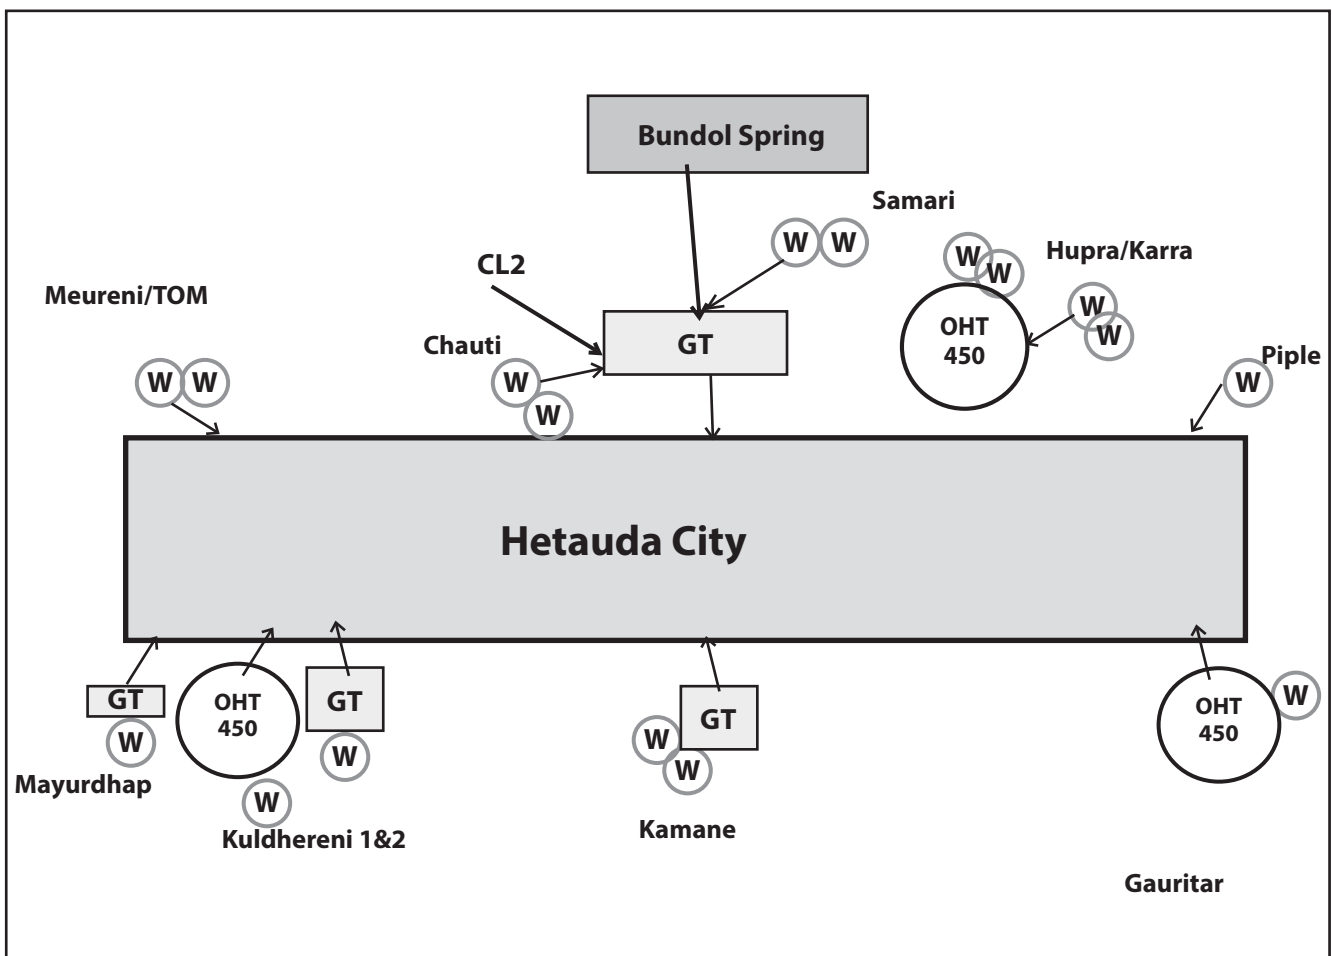 Bundol Spring
Samari
W W
Hupra/Karra
W
W
CL2
Meureni/TOM
W
W
OHT
450
GT
Chauti
Piple
W W
W
W
W
Hetauda City
GT
OHT
450
GT
GT
OHT
450
W
W
W
W
W
Mayurdhap
W
Kuldhereni 1&2
Kamane
Gauritar